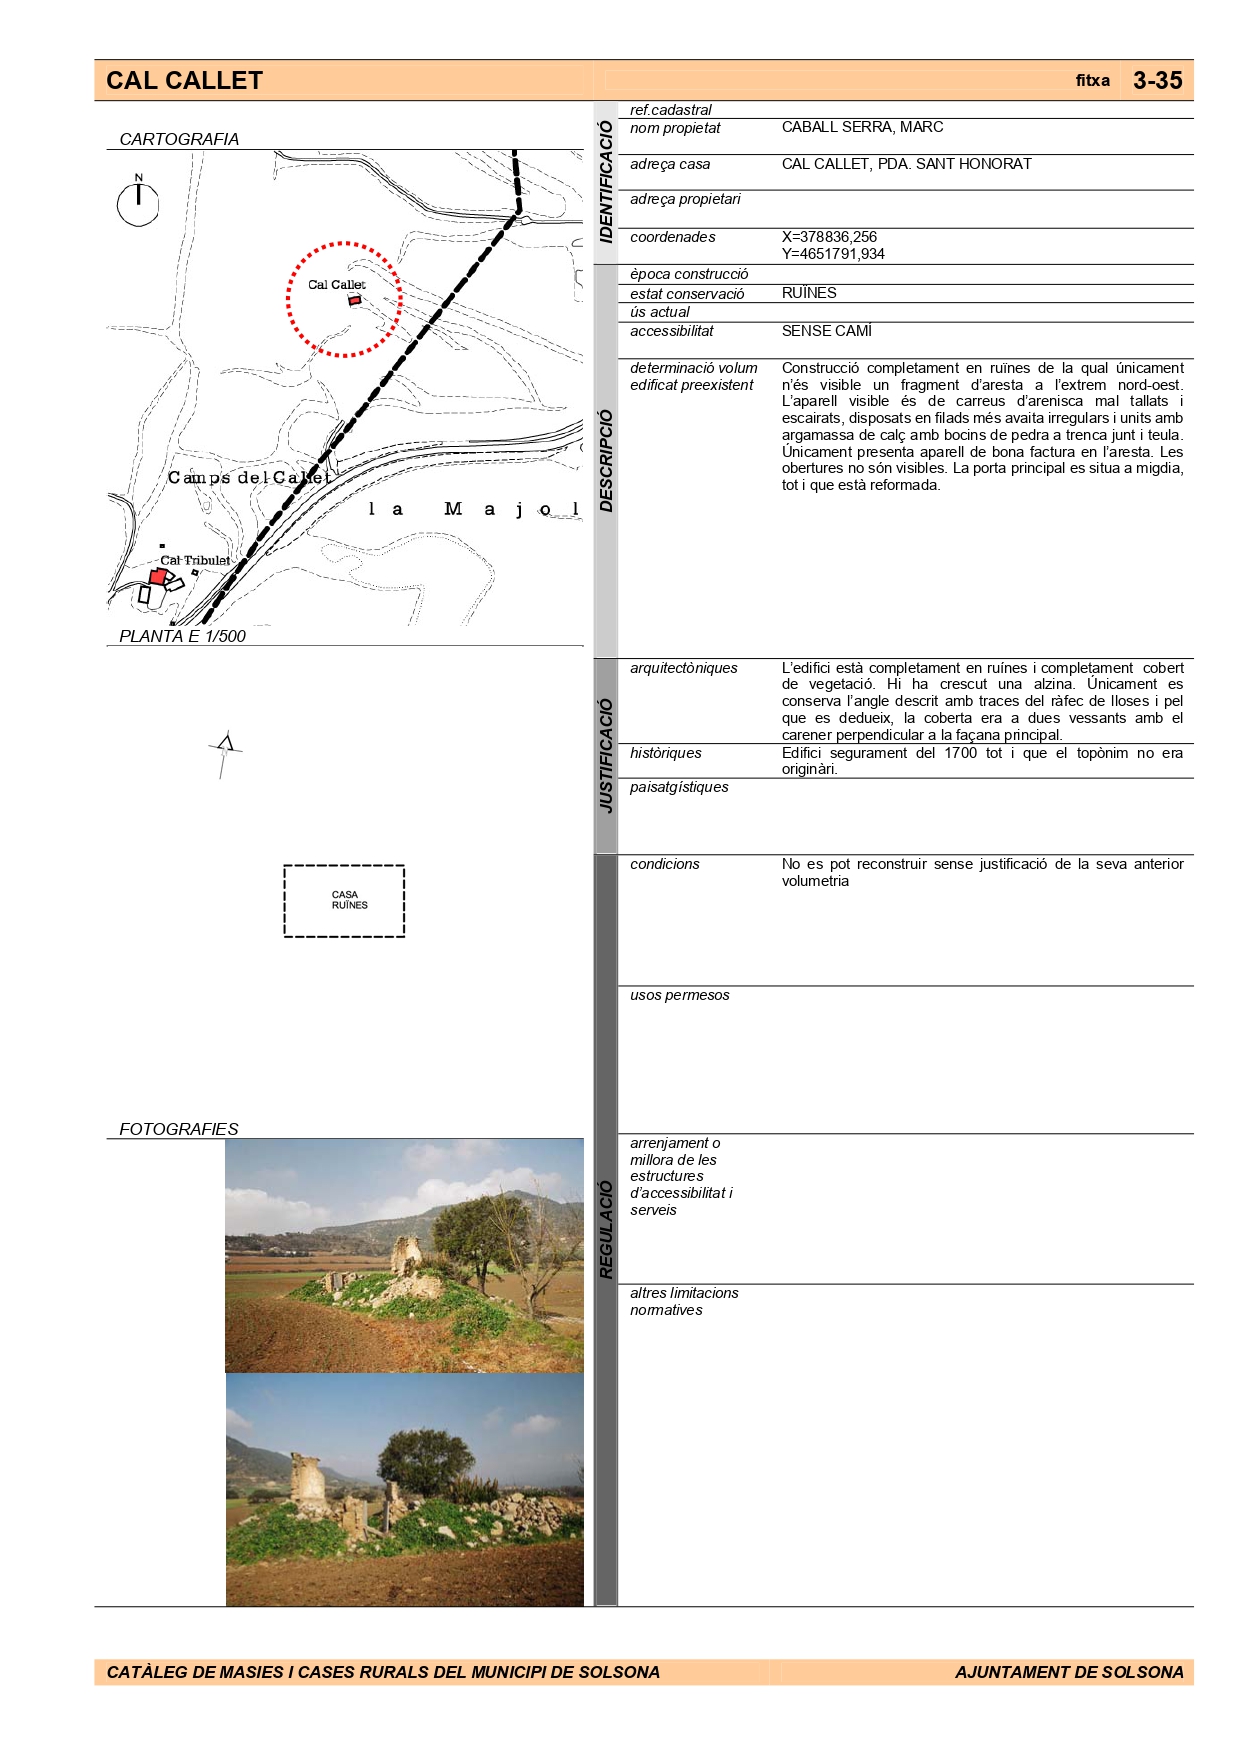 CAL CALLET
fitxa 3-35
CARTOGRAFIA
N
Cal Callet
Camps del Callet
la Majol
Cal Tribulet
PLANTA E 1/500
CASA
RUÏNES
FOTOGRAFIES
IDENTIFICACIÓ
ref.cadastral
nom propietat CABALL SERRA, MARC
adreça casa CAL CALLET, PDA. SANT HONORAT
adreça propietari
coordenades X=378836,256
Y=4651791,934
DESCRIPCIÓ
època construcció
estat conservació RUÏNES
ús actual
accessibilitat SENSE CAMÍ
determinació volum
edificat preexistent
Construcció completament en ruïnes de la qual únicament
n’és visible un fragment d’aresta a l’extrem nord-oest.
L’aparell visible és de carreus d’arenisca mal tallats i
escairats, disposats en filads més avaita irregulars i units amb
argamassa de calç amb bocins de pedra a trenca junt i teula.
Únicament presenta aparell de bona factura en l’aresta. Les
obertures no són visibles. La porta principal es situa a migdia,
tot i que està reformada.
JUSTIFICACIÓ
arquitectòniques
L’edifici està completament en ruínes i completament cobert
de vegetació. Hi ha crescut una alzina. Únicament es
conserva l’angle descrit amb traces del ràfec de lloses i pel
que es dedueix, la coberta era a dues vessants amb el
carener perpendicular a la façana principal.
històriques
Edifici segurament del 1700 tot i que el topònim no era
originàri.
paisatgístiques
REGULACIÓ
condicions
No es pot reconstruir sense justificació de la seva anterior
volumetria
usos permesos
arrenjament o
millora de les
estructures
d’accessibilitat i
serveis
altres limitacions
normatives
CATÀLEG DE MASIES I CASES RURALS DEL MUNICIPI DE SOLSONA
AJUNTAMENT DE SOLSONA